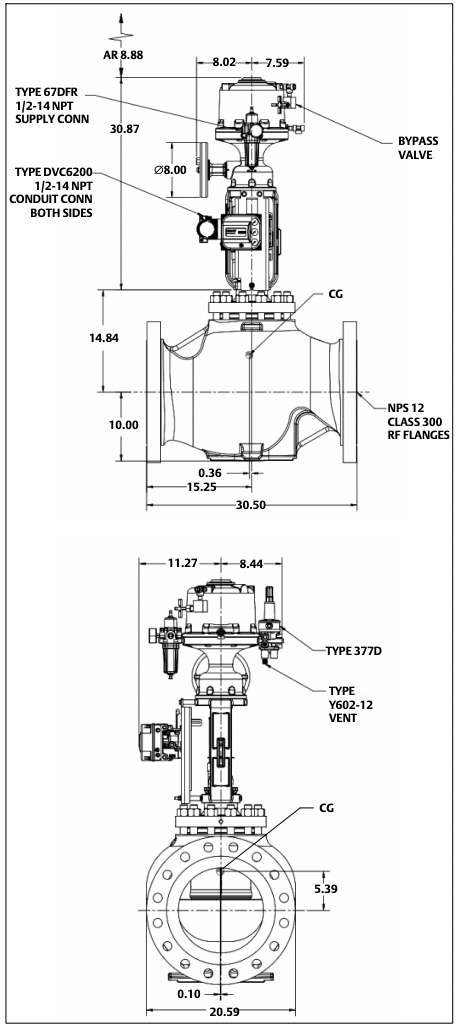 AR 8.88
8.02
7.59
TYPE 67DFR
1/2-14 NPT
SUPPLY CONN
30.87
BYPASS
VALVE
Ø8.00
TYPE DVC6200
1/2-14 NPT
CONDUIT CONN
BOTH SIDES
CG
14.84
NPS 12
CLASS 300
RF FLANGES
10.00
0.36
15.25
30.50
11.27
8.44
TYPE 377D
TYPE
Y602-12
VENT
CG
5.39
0.10
20.59